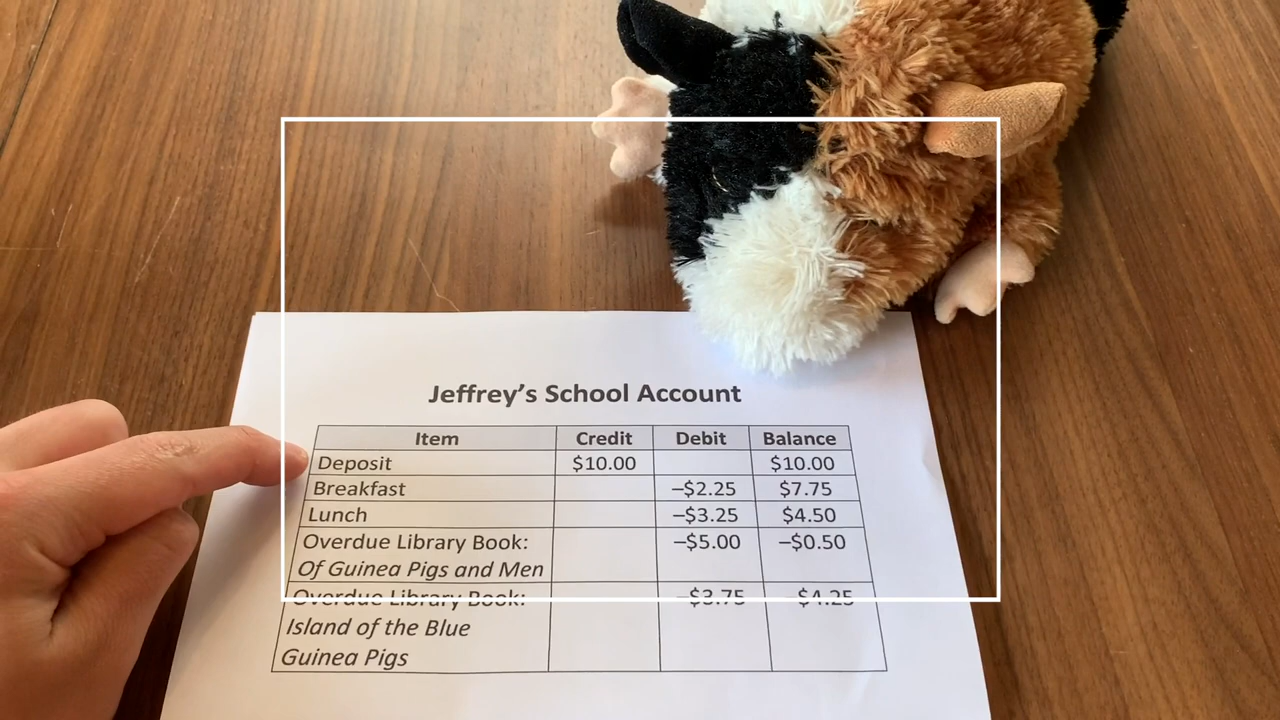 Jeffrey's School Account
Item Credit Debit Balance
Deposit $10.00 $10.00
Breakfast –$2.25 $7.75
Lunch –$3.25 $4.50
Overdue Library Book: –$5.00 –$0.50
Of Guinea Pigs and Men
Overdue Library Book: –$3.75 –$4.25
Island of the Blue
Guinea Pigs